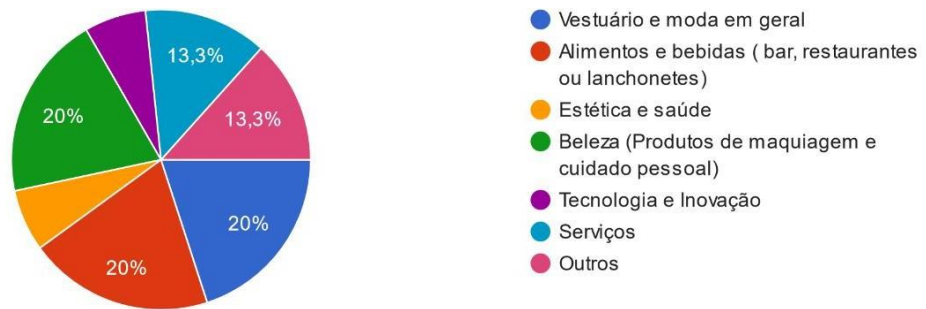 13,3%
13,3%
20%
20%
20%
Vestuário e moda em geral
Alimentos e bebidas ( bar, restaurantes
ou lanchonetes)
Estética e saúde
Beleza (Produtos de maquiagem e
cuidado pessoal)
Tecnologia e Inovação
Serviços
Outros